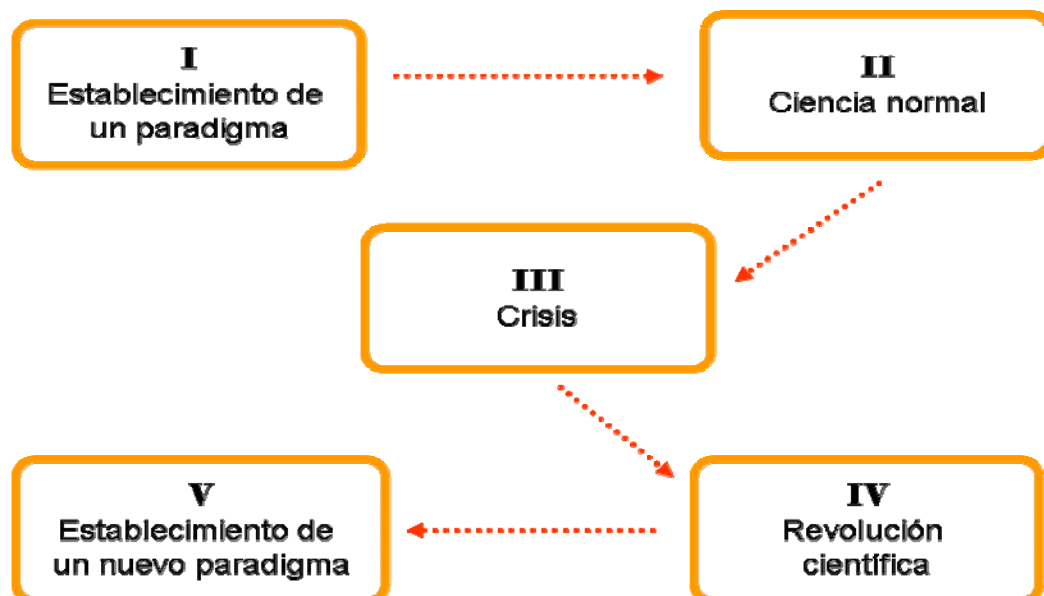 I
Establecimiento de
un paradigma
II
Ciencia normal
III
Crisis
IV
Revolución
científica
V
Establecimiento de
un nuevo paradigma